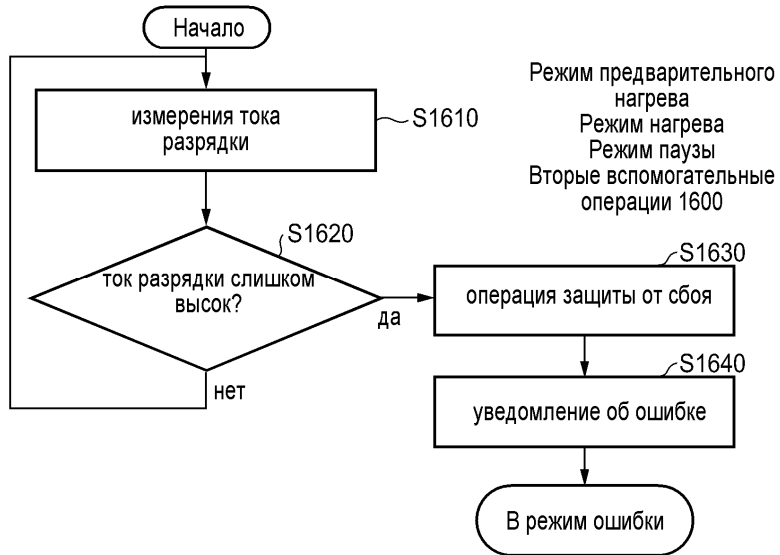 Начало
Режим предварительного
нагрева
Режим нагрева
Режим паузы
Вторые вспомогательные
операции 1600
измерения тока
разрядки
S1610
S1620
ток разрядки слишком
высок?
да
нет
S1630
операция защиты от сбоя
S1640
уведомление об ошибке
В режим ошибки